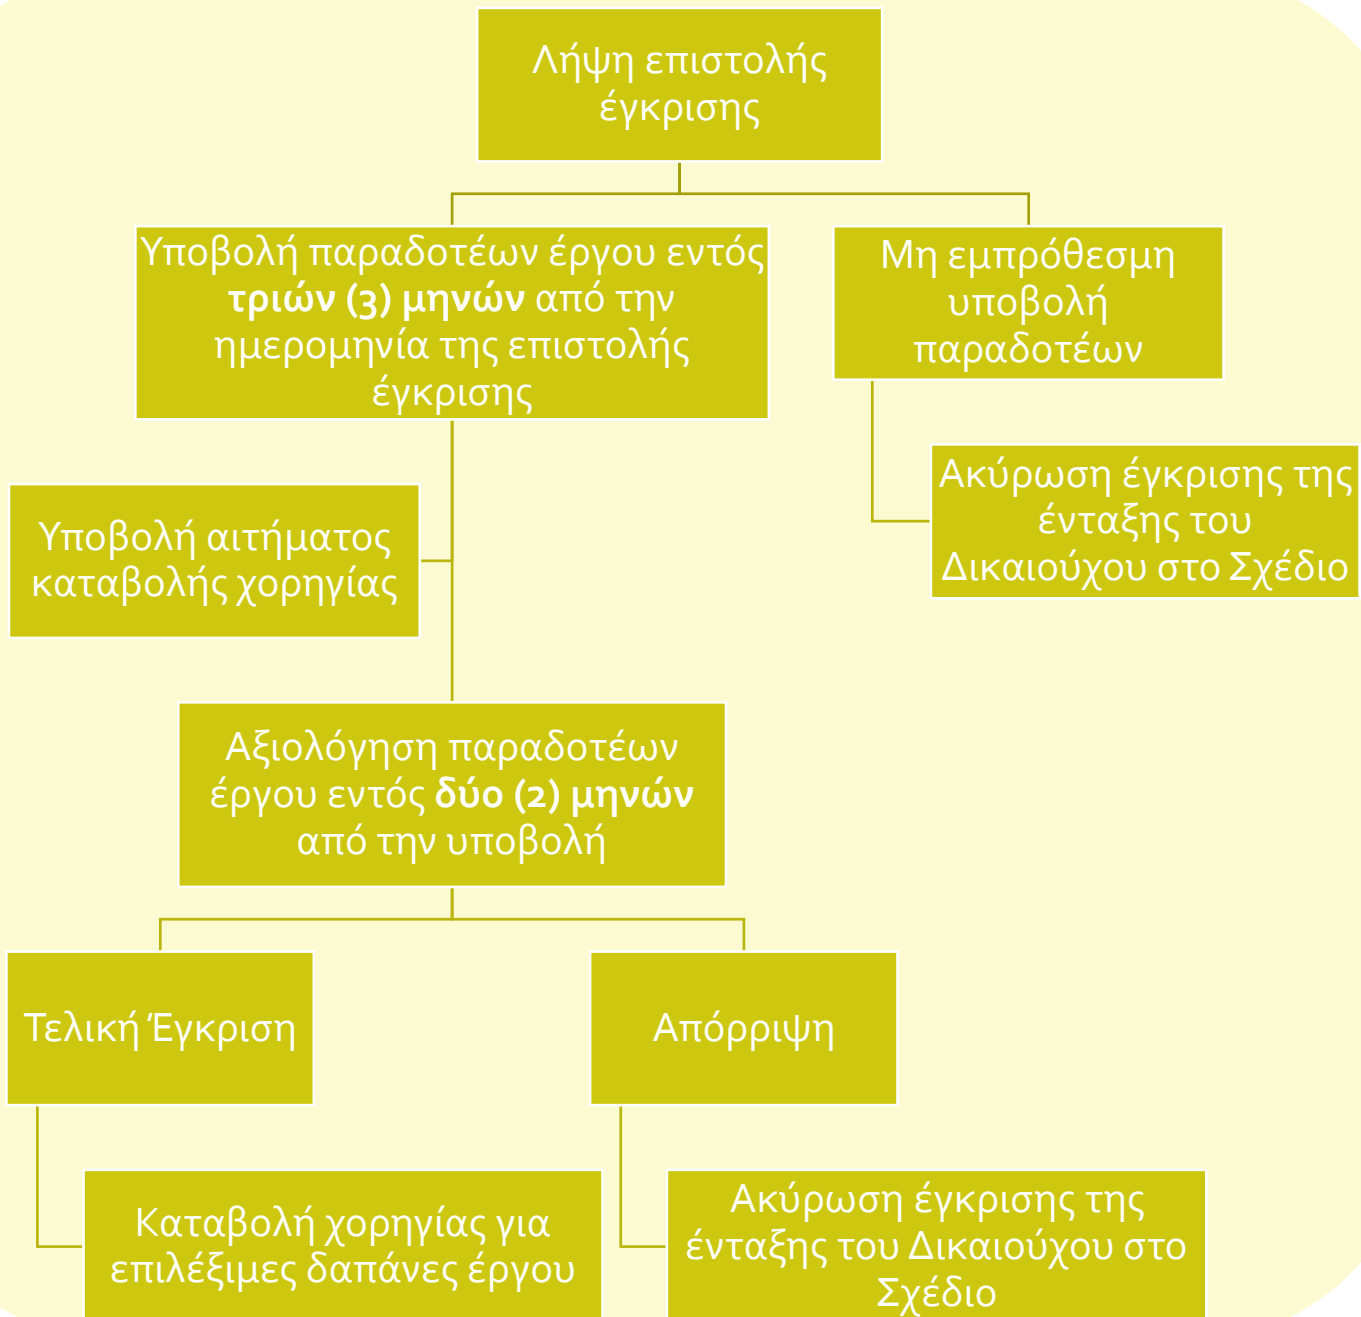 Λήψη επιστολής
έγκρισης
Υποβολή παραδοτέων έργου εντός
τριών (3) μηνών από την
ημερομηνία της επιστολής
έγκρισης
Μη εμπρόθεσμη
υποβολή
παραδοτέων
Ακύρωση έγκρισης της
ένταξης του
Δικαιούχου στο Σχέδιο
Υποβολή αιτήματος
καταβολής χορηγίας
Αξιολόγηση παραδοτέων
έργου εντός δύο (2) μηνών
από την υποβολή
Τελική Έγκριση
Απόρριψη
Καταβολή χορηγίας για
επιλέξιμες δαπάνες έργου
Ακύρωση έγκρισης της
ένταξης του Δικαιούχου στο
Σχέδιο